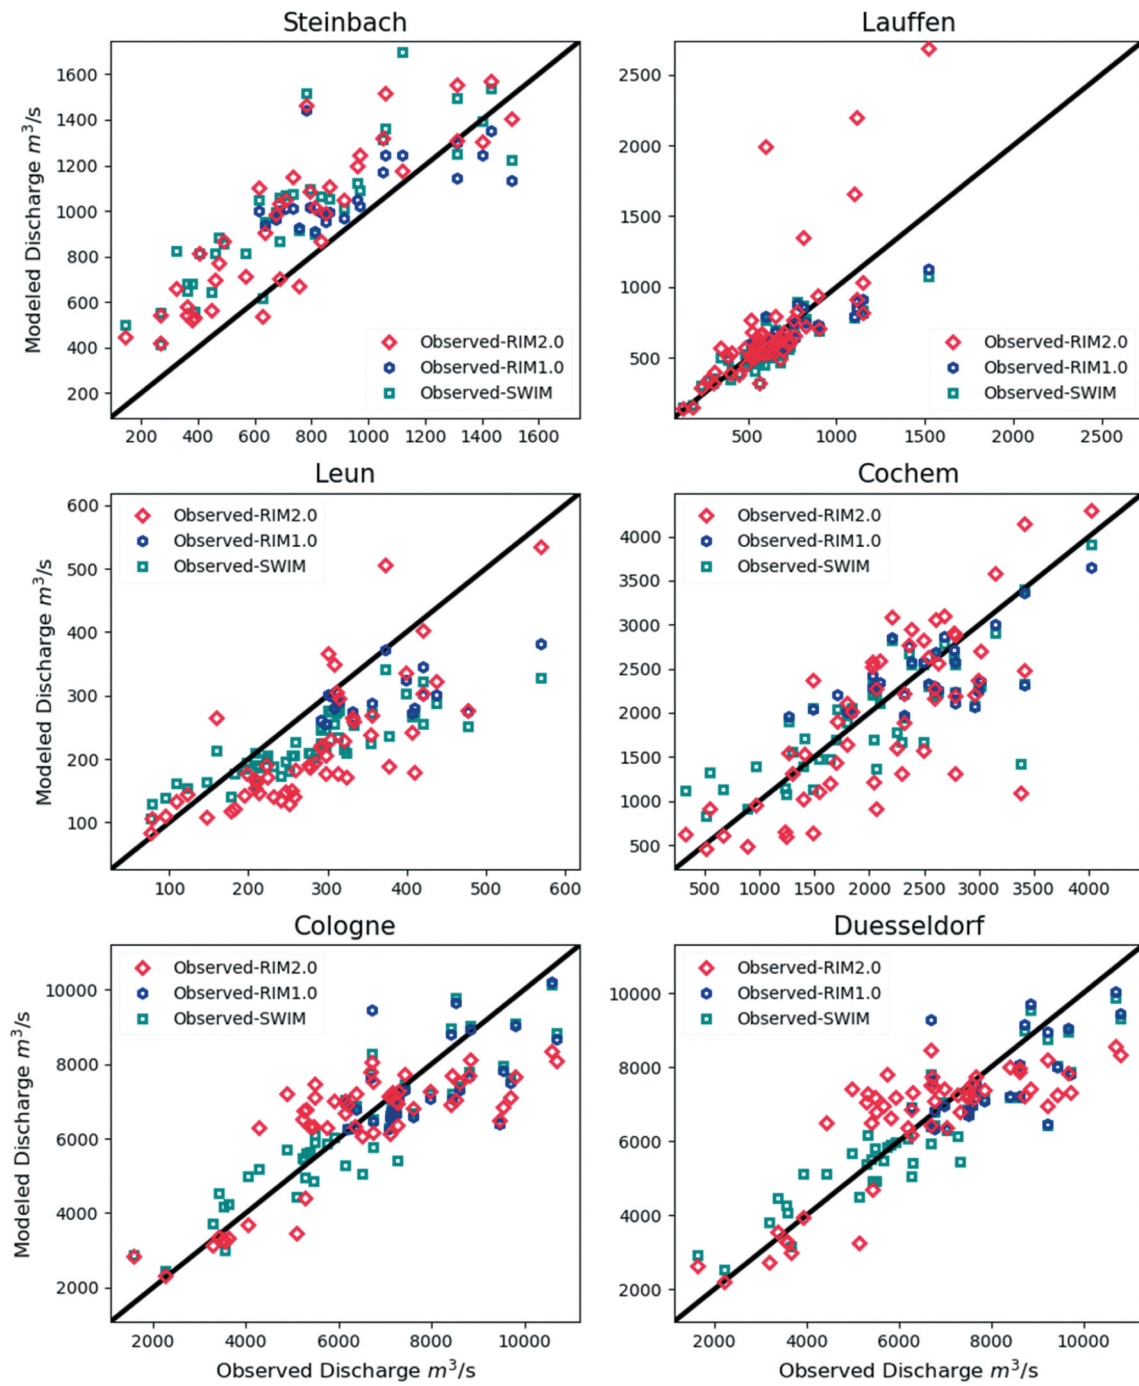 Steinbach
Modeled Discharge m³/s
1600
1400
1200
1000
800
600
400
200
200 400 600 800 1000 1200 1400 1600
Observed-RIM2.0
Observed-RIM1.0
Observed-SWIM
Lauffen
2500
2000
1500
1000
500
500 1000 1500 2000 2500
Observed-RIM2.0
Observed-RIM1.0
Observed-SWIM
Leun
Modeled Discharge m³/s
600
500
400
300
200
100
100 200 300 400 500 600
Observed-RIM2.0
Observed-RIM1.0
Observed-SWIM
Cochem
4000
3500
3000
2500
2000
1500
1000
500
500 1000 1500 2000 2500 3000 3500 4000
Observed-RIM2.0
Observed-RIM1.0
Observed-SWIM
Cologne
Modeled Discharge m³/s
10000
8000
6000
4000
2000
2000 4000 6000 8000 10000
Observed Discharge m³/s
Observed-RIM2.0
Observed-RIM1.0
Observed-SWIM
Duesseldorf
10000
8000
6000
4000
2000
2000 4000 6000 8000 10000
Observed Discharge m³/s
Observed-RIM2.0
Observed-RIM1.0
Observed-SWIM